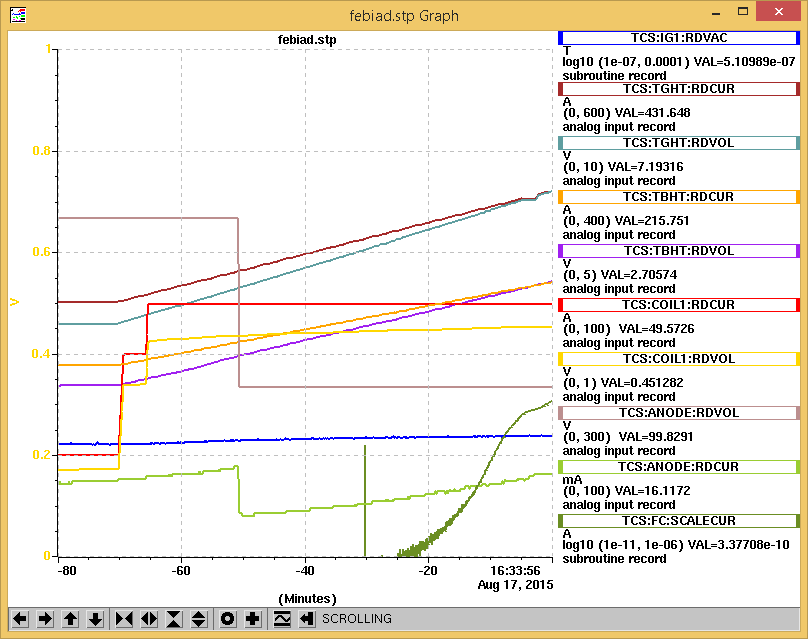 febiad.stp Graph
febiad.stp
1
0.8
0.6
V
0.4
0.2
0
-80
-60
-40
-20
16:33:56
Aug 17, 2015
(Minutes)
TCS:IG1:RDVAC
T
log10 (1e-07, 0.0001) VAL=5.10989e-07
subroutine record
TCS:TGHT:RDCUR
A
(0, 600) VAL=431.648
analog input record
TCS:TGHT:RDVOL
V
(0, 10) VAL=7.19316
analog input record
TCS:TBHT:RDCUR
A
(0, 400) VAL=215.751
analog input record
TCS:TBHT:RDVOL
V
(0, 5) VAL=2.70574
analog input record
TCS:COIL1:RDCUR
A
(0, 100) VAL=49.5726
analog input record
TCS:COIL1:RDVOL
V
(0, 1) VAL=0.451282
analog input record
TCS:ANODE:RDVOL
V
(0, 300) VAL=99.8291
analog input record
TCS:ANODE:RDCUR
mA
(0, 100) VAL=16.1172
analog input record
TCS:FC:SCALECUR
A
log10 (1e-11, 1e-06) VAL=3.37708e-10
subroutine record
SCROLLING